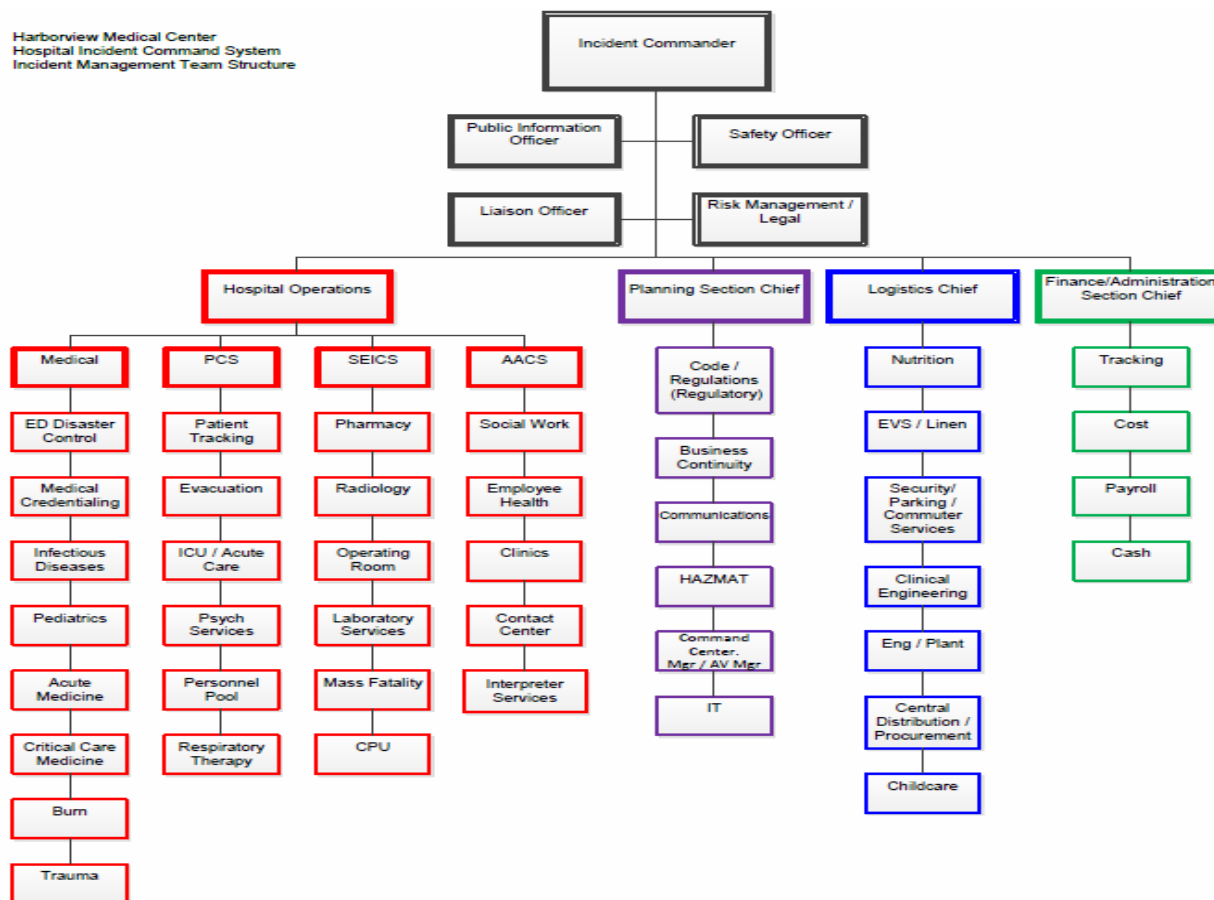 Harborview Medical Center
Hospital Incident Command System
Incident Management Team Structure
Incident Commander
Public Information
Officer
Safety Officer
Liaison Officer
Risk Management /
Legal
Hospital Operations
Planning Section Chief
Logistics Chief
Finance/Administration
Section Chief
Medical
ED Disaster
Control
Medical
Credentialing
Infectious
Diseases
Pediatrics
Acute
Medicine
Critical Care
Medicine
Burn
Trauma
PCS
Patient
Tracking
Evacuation
ICU / Acute
Care
Psych
Services
Personnel
Pool
Respiratory
Therapy
SEICS
Pharmacy
Radiology
Operating
Room
Laboratory
Services
Mass Fatality
CPU
AACS
Social Work
Employee
Health
Clinics
Contact
Center
Interpreter
Services
Code /
Regulations
(Regulatory)
Business
Continuity
Communications
HAZMAT
Command
Center.
Mgr / AV Mgr
IT
Nutrition
EVS / Linen
Security/
Parking /
Commuter
Services
Clinical
Engineering
Eng / Plant
Central
Distribution /
Procurement
Childcare
Tracking
Cost
Payroll
Cash